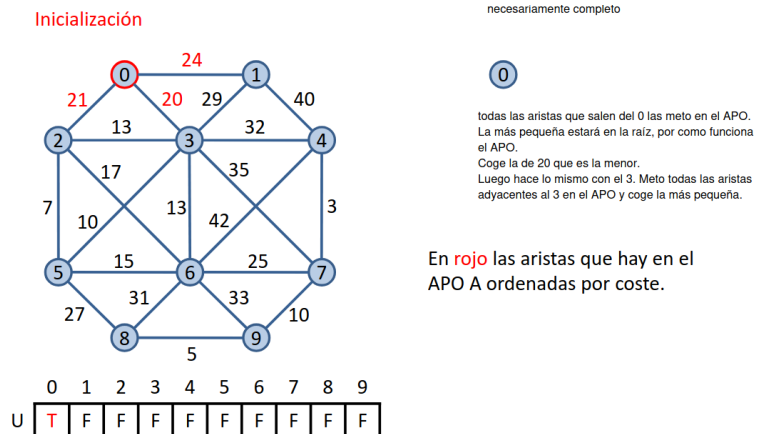 necesariamente completo
Inicialización
24
0 1
0
21 20 29 40
todas las aristas que salen del 0 las meto en el APO.
La más pequeña estará en la raíz, por como funciona
el APO.
Coge la de 20 que es la menor.
Luego hace lo mismo con el 3. Meto todas las aristas
adyacentes al 3 en el APO y coge la más pequeña.
13 32
2 3 4
17 35
7 10 13 42 3
En rojo las aristas que hay en el
APO A ordenadas por coste.
15 25
5 6 7
27 31 33 10
8 9
5
0 1 2 3 4 5 6 7 8 9
U T F F F F F F F F F